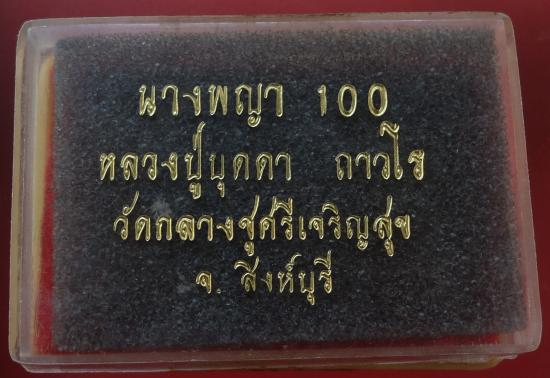 นางพญา 100
หลวงปู่บุดดา ถาวโร
วัดกลางชูศรีเจริญสุข
จ. สิงห์บุรี